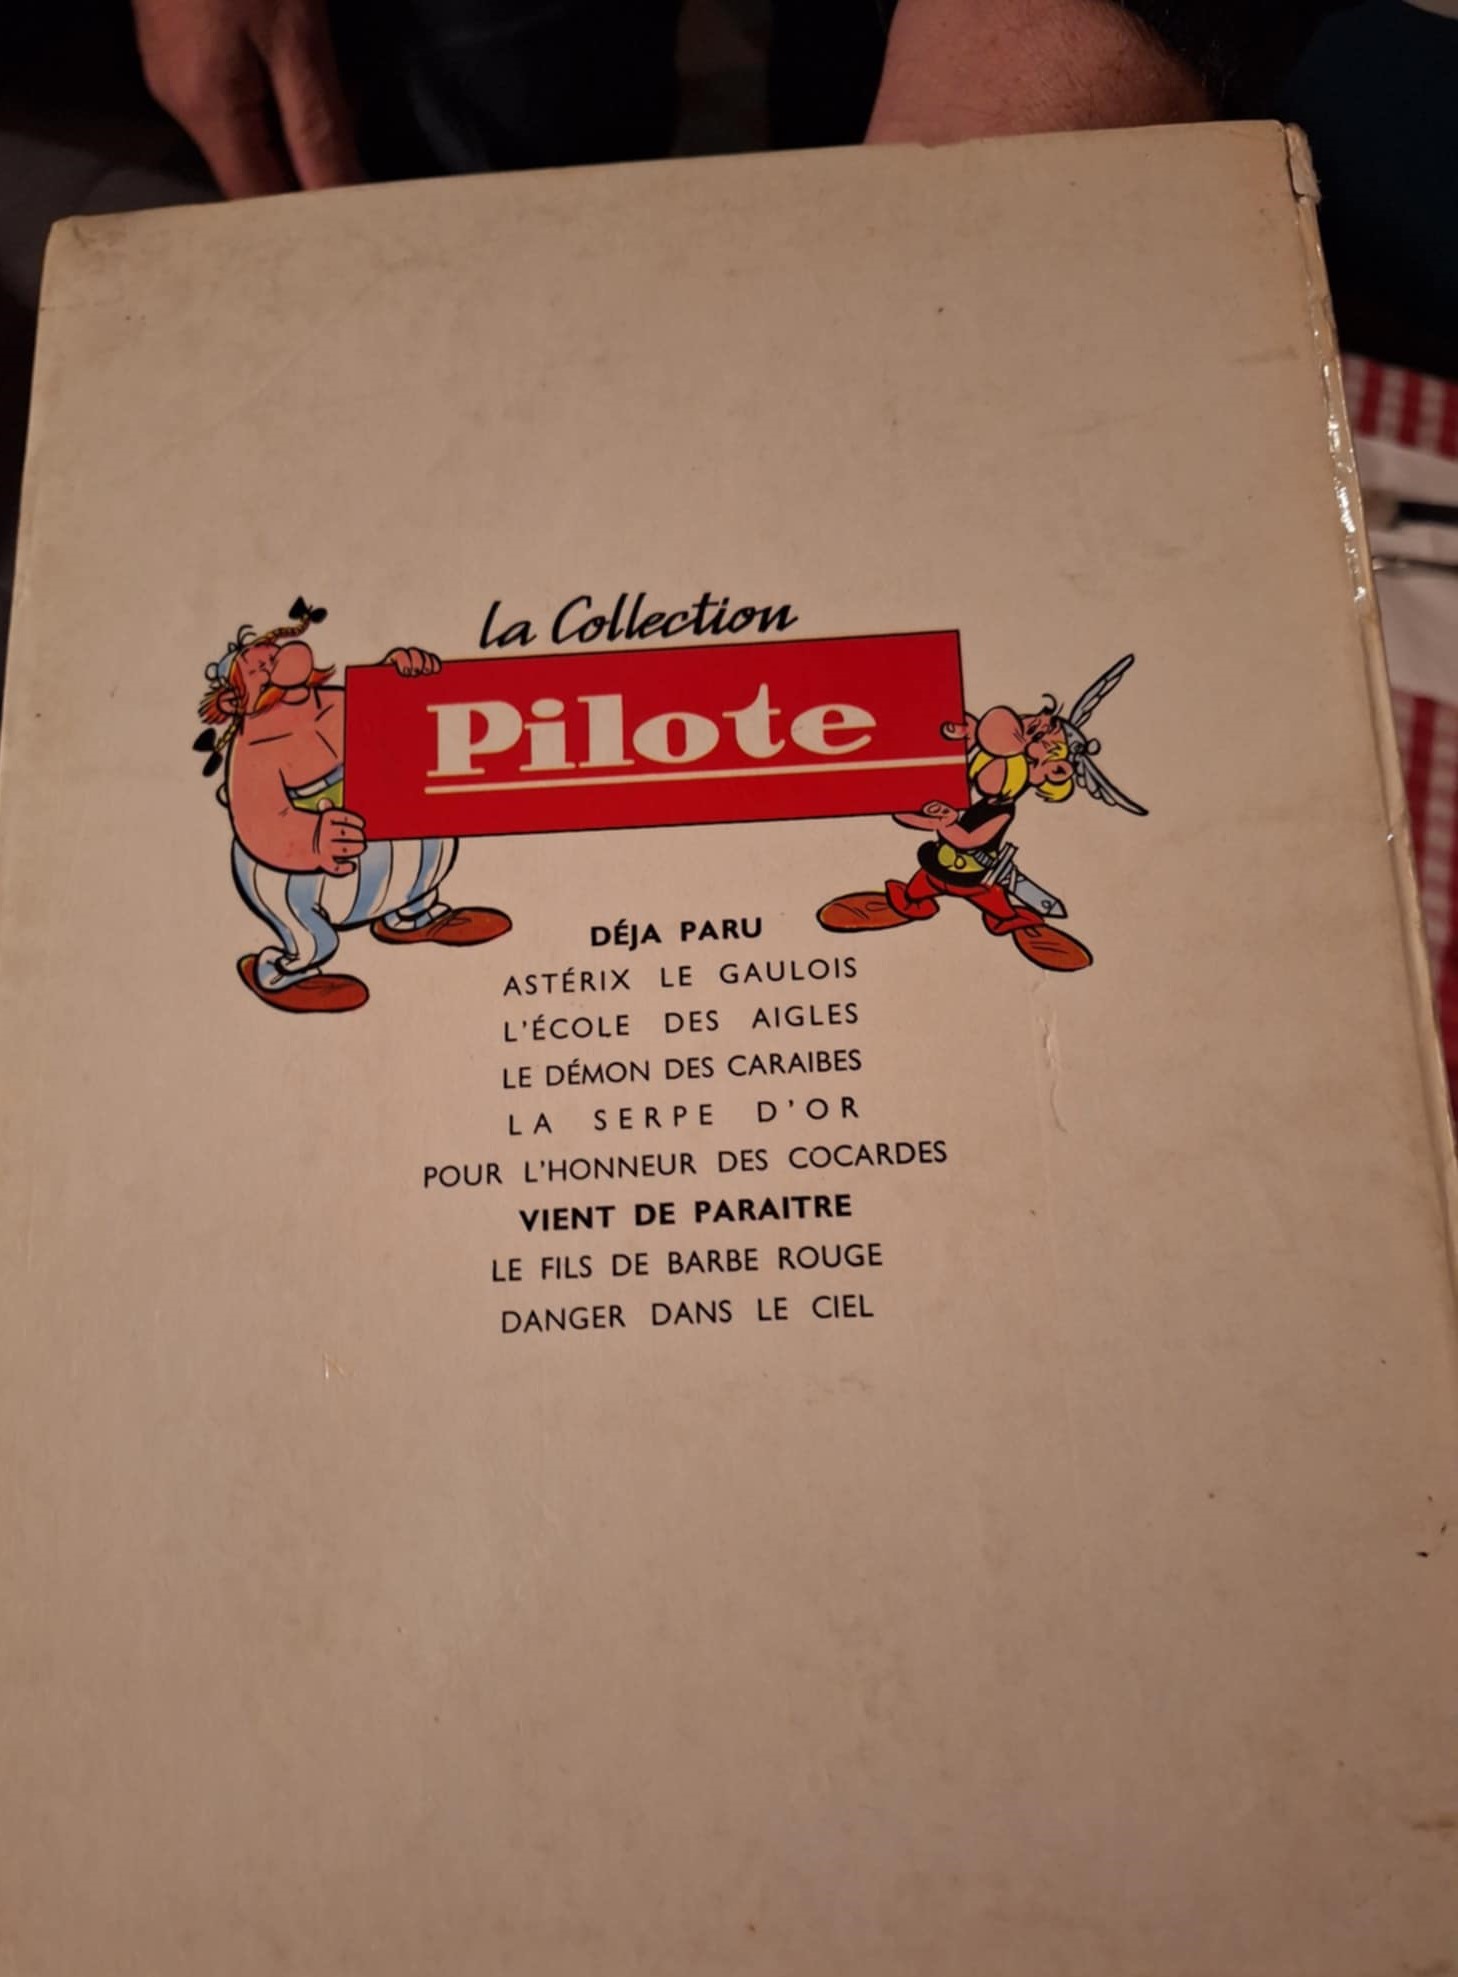 la Collection
Pilote
DÉJA PARU
ASTÉRIX LE GAULOIS
L'ÉCOLE DES AIGLES
LE DÉMON DES CARAIBES
LA SERPE D'OR
POUR L'HONNEUR DES COCARDES
VIENT DE PARAITRE
LE FILS DE BARBE ROUGE
DANGER DANS LE CIEL